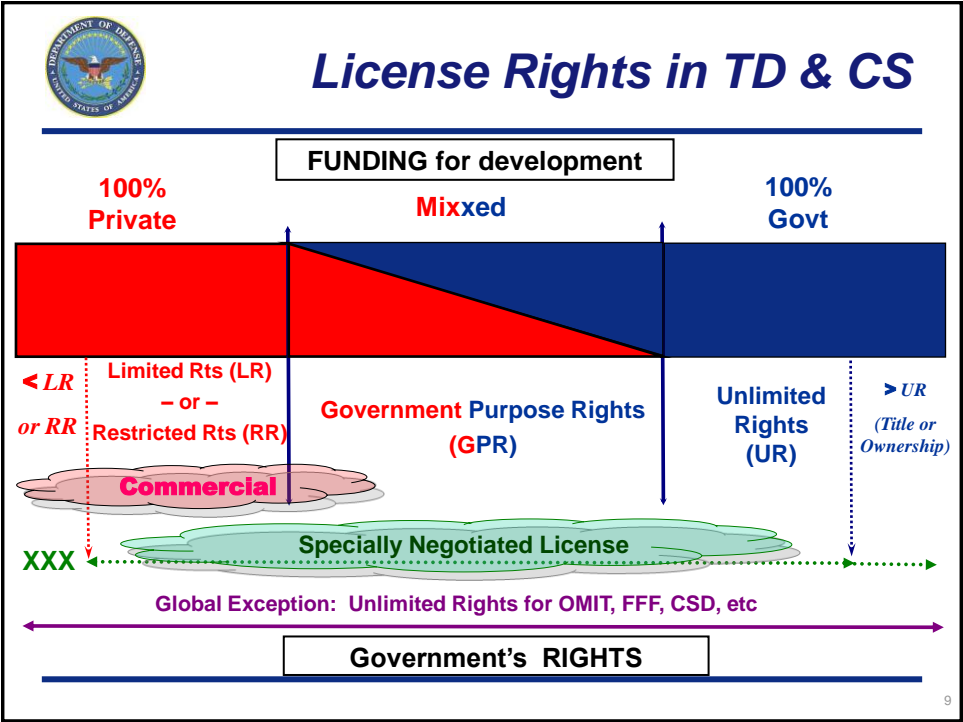 DEPARTMENT OF DEFENSE
UNITED STATES OF AMERICA
License Rights in TD & CS
FUNDING for development
100%
Private
Mixxed
100%
Govt
< LR
or RR
Limited Rts (LR)
– or –
Restricted Rts (RR)
Government Purpose Rights
(GPR)
Unlimited
Rights
(UR)
> UR
(Title or
Ownership)
Commercial
Specially Negotiated License
XXX
Global Exception: Unlimited Rights for OMIT, FFF, CSD, etc
Government's RIGHTS
9